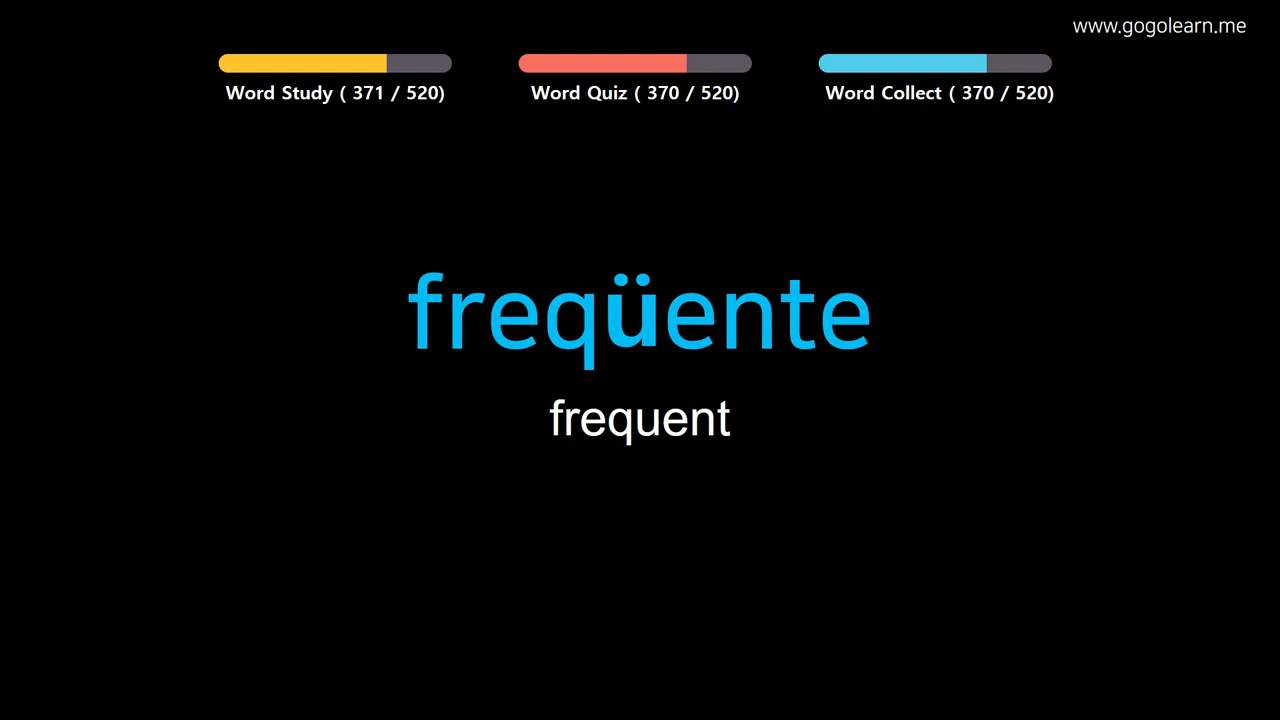 www.gogolearn.me
Word Study ( 371 / 520)
Word Quiz ( 370 / 520)
Word Collect ( 370 / 520)
freqüente
frequent